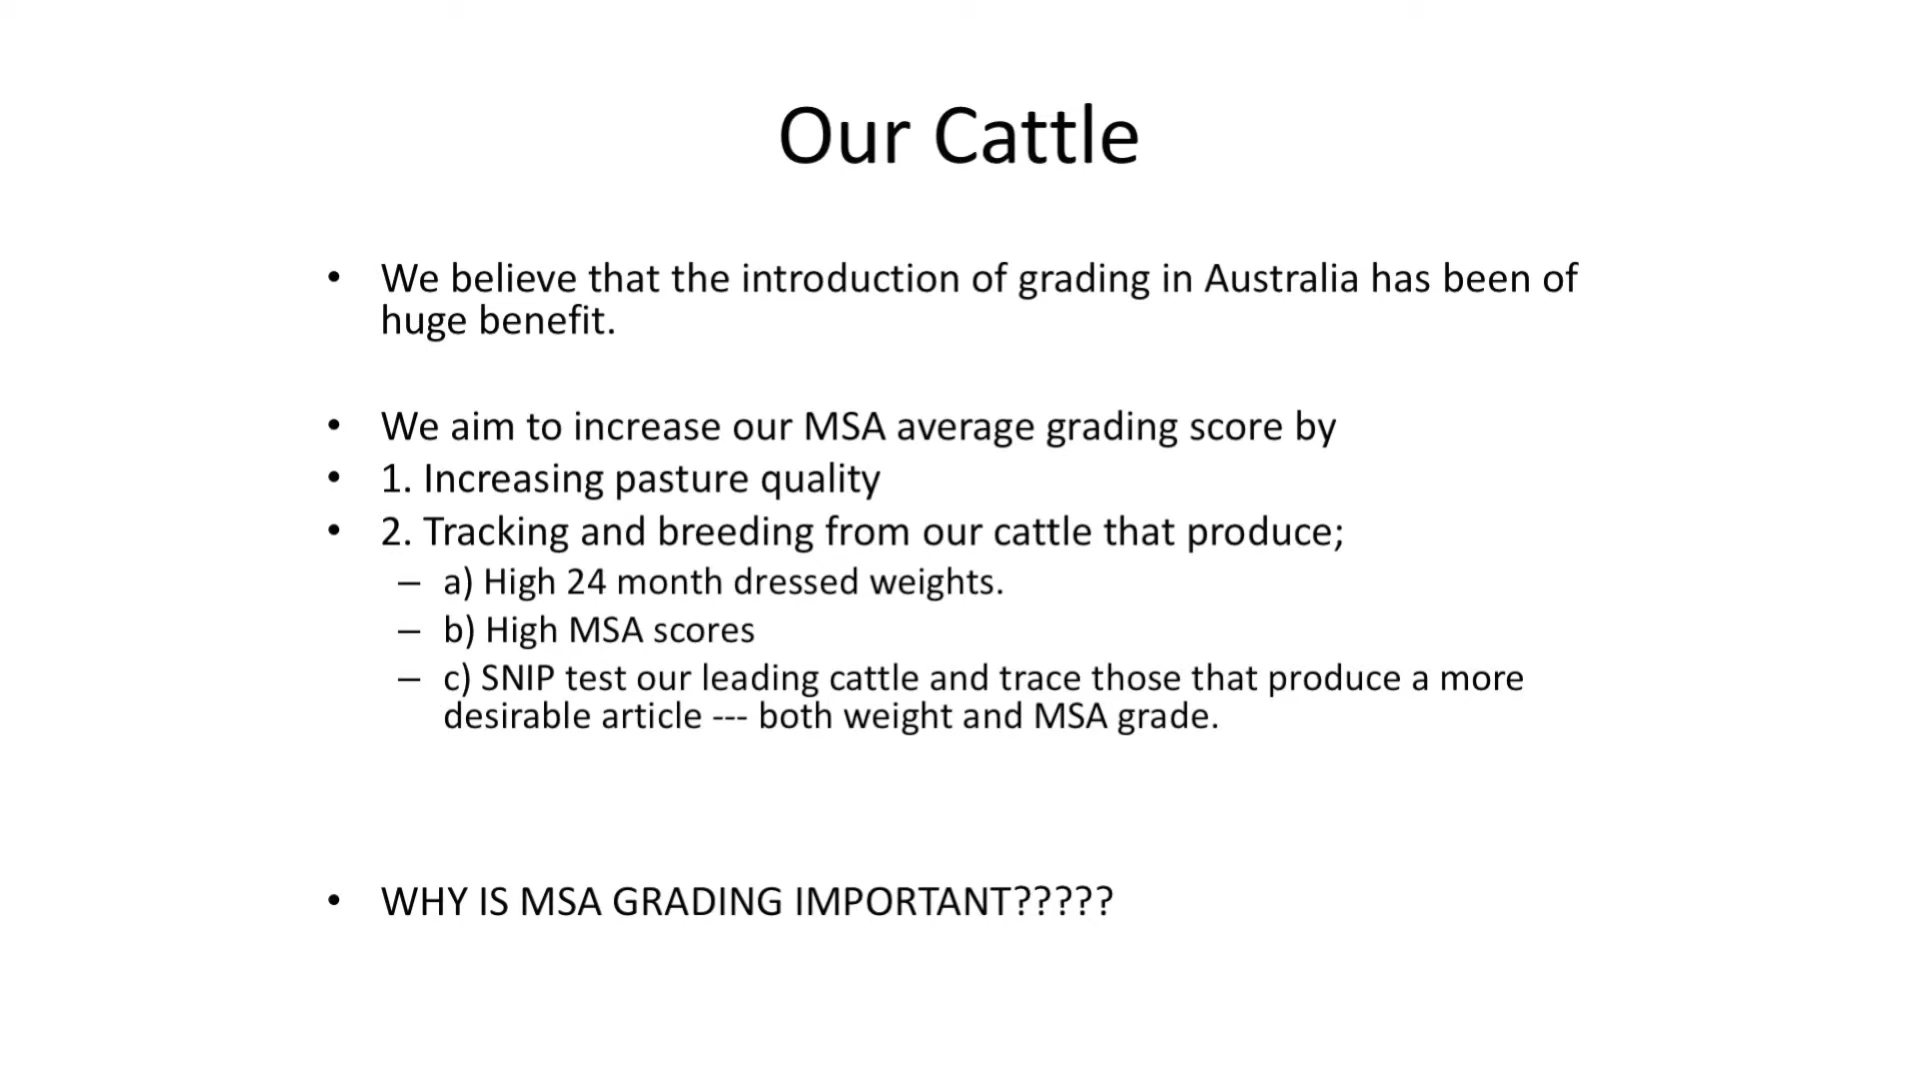 Our Cattle
• We believe that the introduction of grading in Australia has been of
huge benefit.
• We aim to increase our MSA average grading score by
• 1. Increasing pasture quality
• 2. Tracking and breeding from our cattle that produce;
– a) High 24 month dressed weights.
– b) High MSA scores
– c) SNIP test our leading cattle and trace those that produce a more
desirable article --- both weight and MSA grade.
• WHY IS MSA GRADING IMPORTANT?????